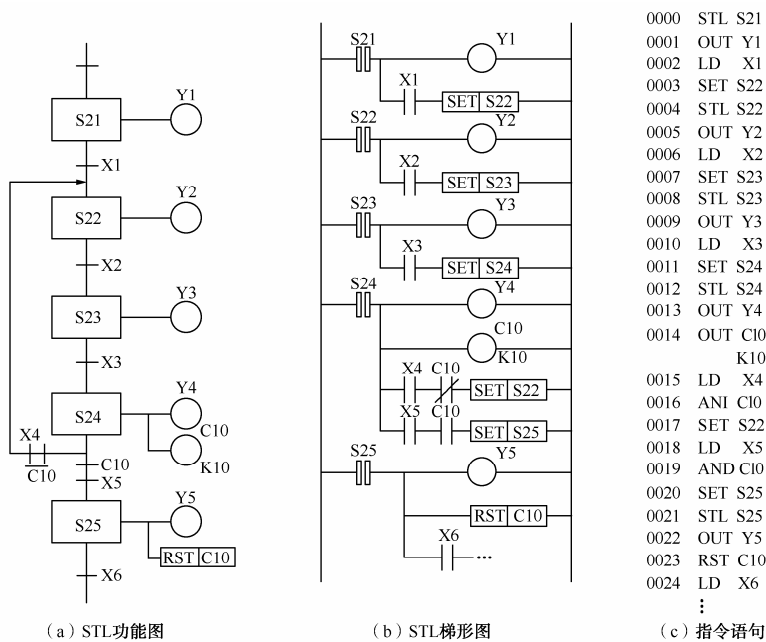 Y1
S21
X1
Y2
S22
X2
Y3
S23
X3
Y4
S24
C10
K10
X4
C10
C10
X5
Y5
S25
RST C10
X6
(a) STL功能图
S21
Y1
X1
SET S22
S22
Y2
X2
SET S23
S23
Y3
X3
SET S24
S24
Y4
C10
K10
X4 C10
SET S22
X5 C10
SET S25
S25
Y5
RST C10
X6
(b) STL梯形图
0000 STL S21
0001 OUT Y1
0002 LD X1
0003 SET S22
0004 STL S22
0005 OUT Y2
0006 LD X2
0007 SET S23
0008 STL S23
0009 OUT Y3
0010 LD X3
0011 SET S24
0012 STL S24
0013 OUT Y4
0014 OUT C10
K10
0015 LD X4
0016 ANI C10
0017 SET S22
0018 LD X5
0019 AND C10
0020 SET S25
0021 STL S25
0022 OUT Y5
0023 RST C10
0024 LD X6
(c) 指令语句